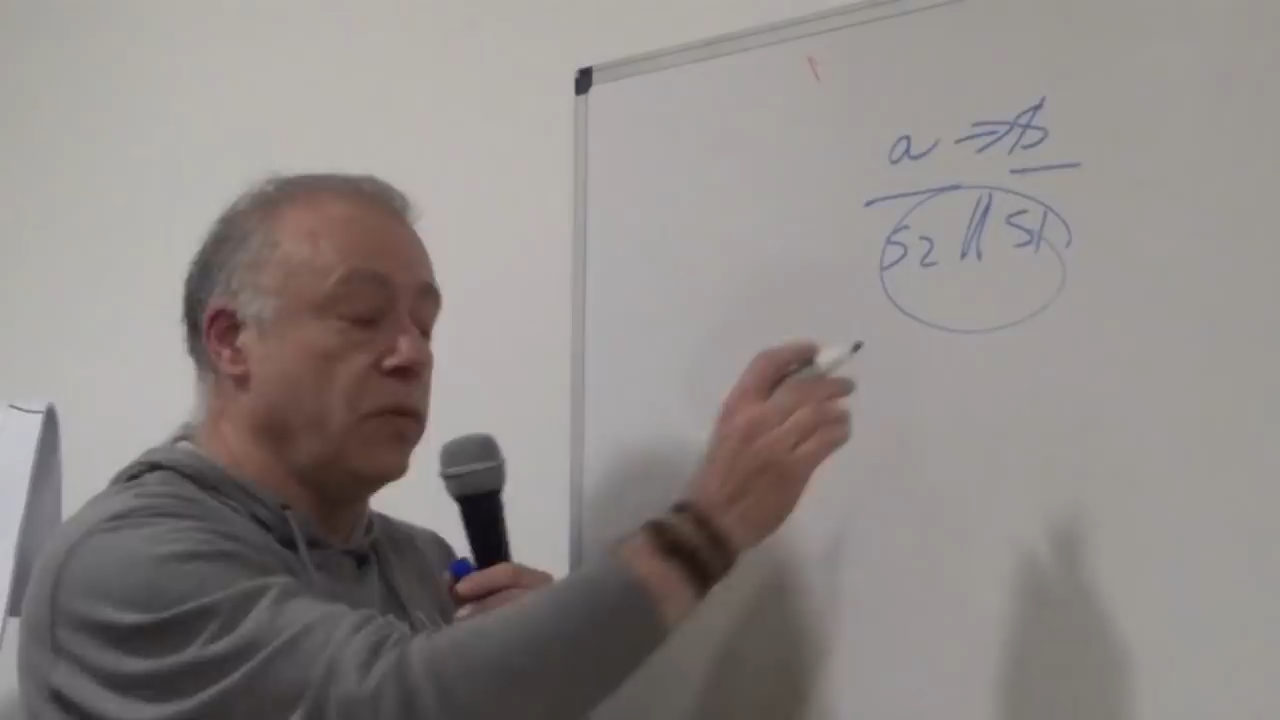 a ⇒ $
S2 // S1